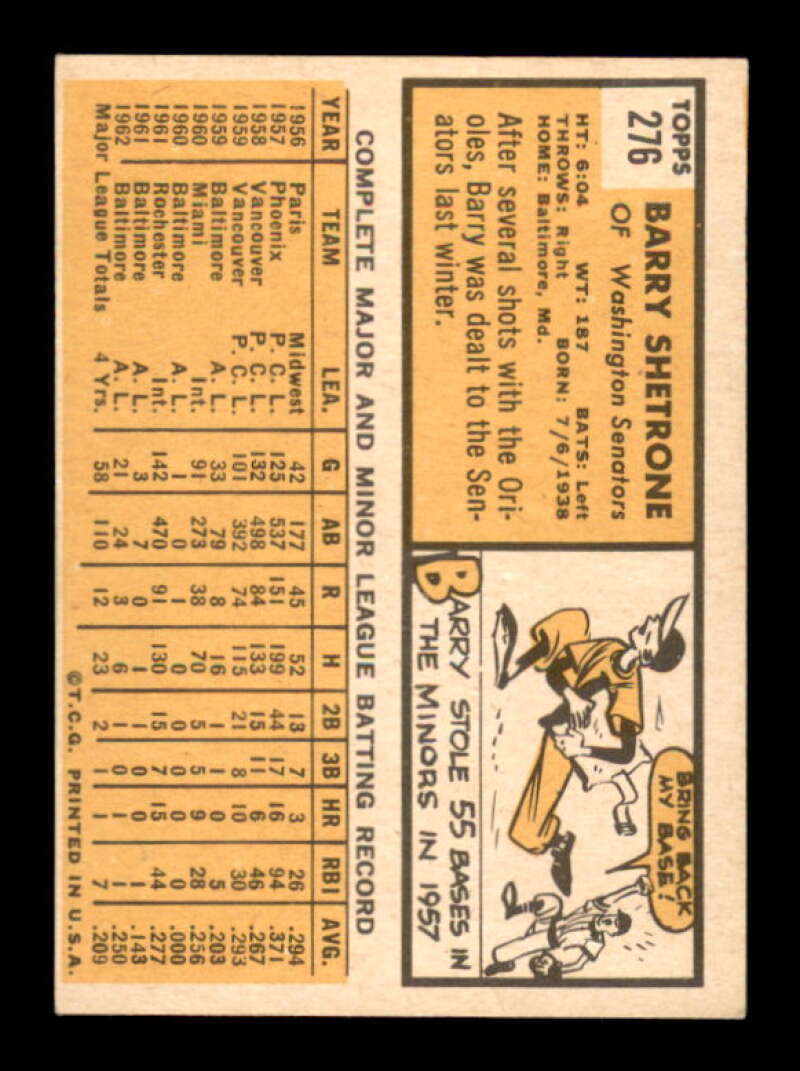 TOPPS
276
BARRY SHETRONE
OF Washington Senators
HT: 6:04 WT: 187 BATS: Left
THROWS: Right BORN: 7/6/1938
HOME: Baltimore, Md.
After several shots with the Ori-
oles, Barry was dealt to the Sen-
ators last winter.
BRING BACK
MY BASE!
BARRY STOLE 55 BASES IN
THE MINORS IN 1957
COMPLETE MAJOR AND MINOR LEAGUE BATTING RECORD
YEAR TEAM LEA. G AB R H 2B 3B HR RBI AVG.
1956 Paris Midwest 42 177 45 52 13 7 3 26 .294
1957 Phoenix P. C. L. 125 537 151 199 44 17 16 94 .371
1958 Vancouver P. C. L. 132 498 84 133 15 11 6 46 .267
1959 Vancouver P. C. L. 101 392 74 115 21 8 10 30 .293
1959 Baltimore A. L. 33 79 8 16 1 1 0 5 .203
1960 Miami Int. 91 273 38 70 5 5 9 28 .256
1960 Baltimore A. L. 1 0 1 0 0 0 0 0 .000
1961 Rochester Int. 142 470 91 130 15 7 15 44 .277
1961 Baltimore A. L. 3 7 0 1 1 0 0 1 .143
1962 Baltimore A. L. 21 24 3 6 1 0 1 1 .250
Major League Totals 4 Yrs. 58 110 12 23 2 1 1 7 .209
©T.C.G. PRINTED IN U.S.A.